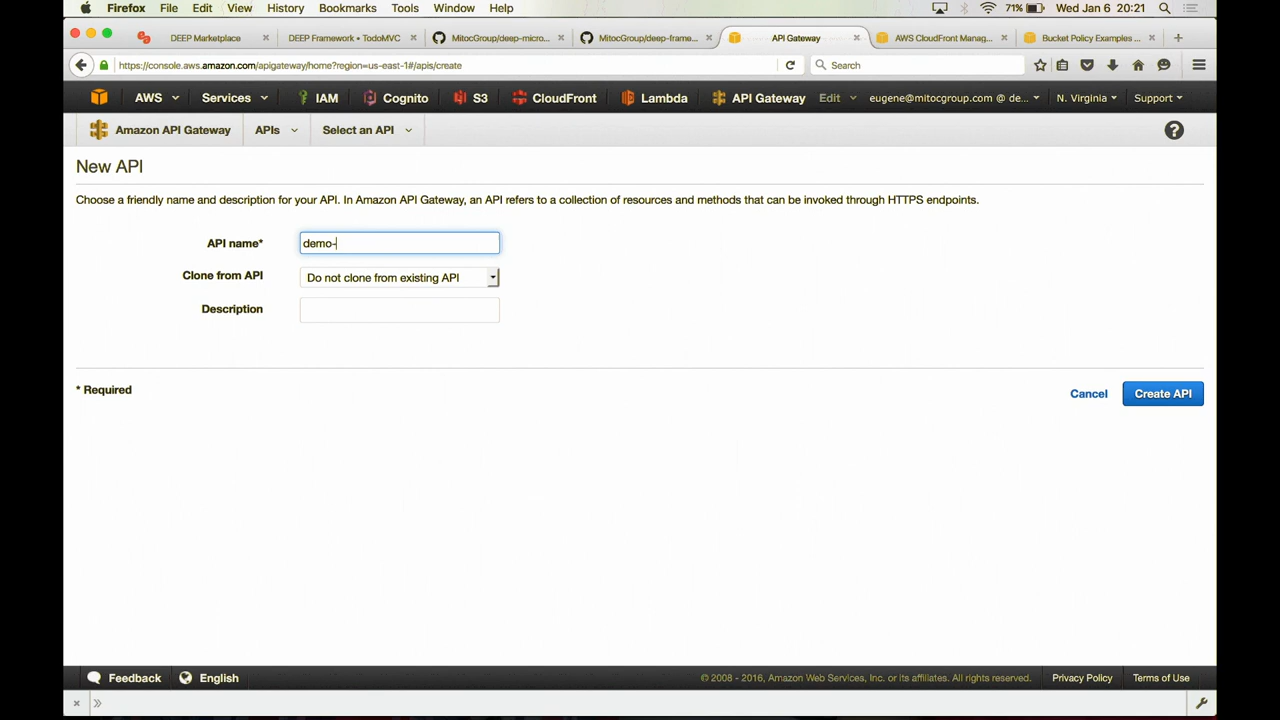 Firefox File Edit View History Bookmarks Tools Window Help 71% Wed Jan 6 20:21
DEEP Marketplace × DEEP Framework • TodoMVC × MitocGroup/deep-micro... × MitocGroup/deep-frame... × API Gateway × AWS CloudFront Manag... × Bucket Policy Examples ... × +
https://console.aws.amazon.com/apigateway/home?region=us-east-1#/apis/create Search
AWS Services IAM Cognito S3 CloudFront Lambda API Gateway Edit eugene@mitocgroup.com @ de... N. Virginia Support
Amazon API Gateway APIs Select an API ?
New API
Choose a friendly name and description for your API. In Amazon API Gateway, an API refers to a collection of resources and methods that can be invoked through HTTPS endpoints.
API name* demo-
Clone from API Do not clone from existing API
Description
* Required Cancel Create API
Feedback English © 2008 - 2016, Amazon Web Services, Inc. or its affiliates. All rights reserved. Privacy Policy Terms of Use